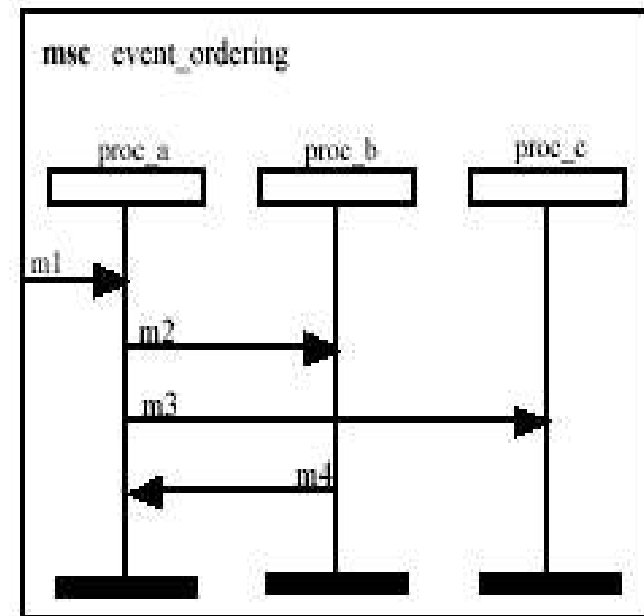 msc event_ordering
proc_a proc_b proc_c
m1
m2
m3
m4